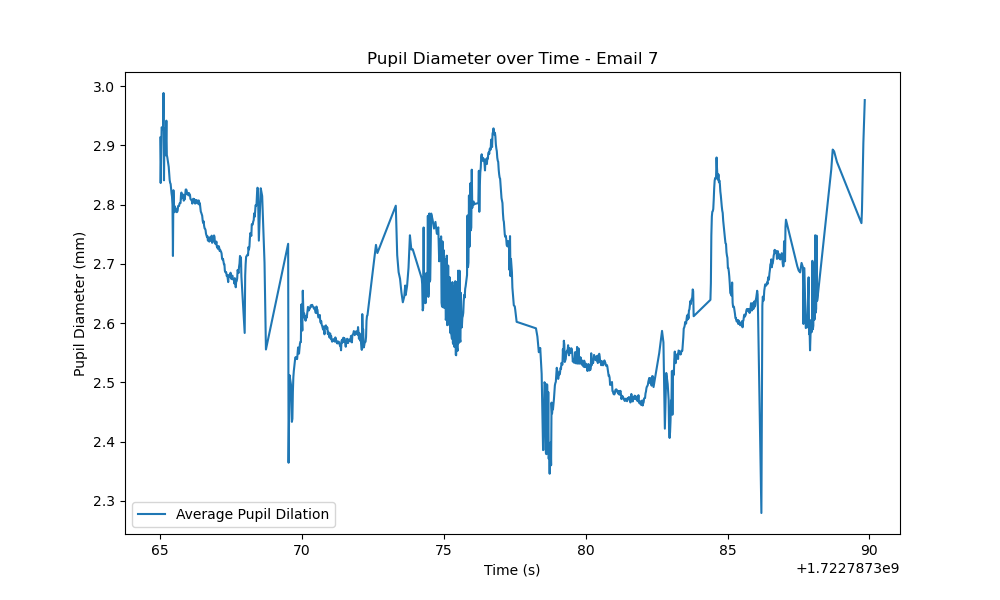 Pupil Diameter over Time - Email 7
3.0
2.9
2.8
2.7
2.6
2.5
2.4
2.3
Pupil Diameter (mm)
Average Pupil Dilation
65 70 75 80 85 90
Time (s)
+1.7227873e9